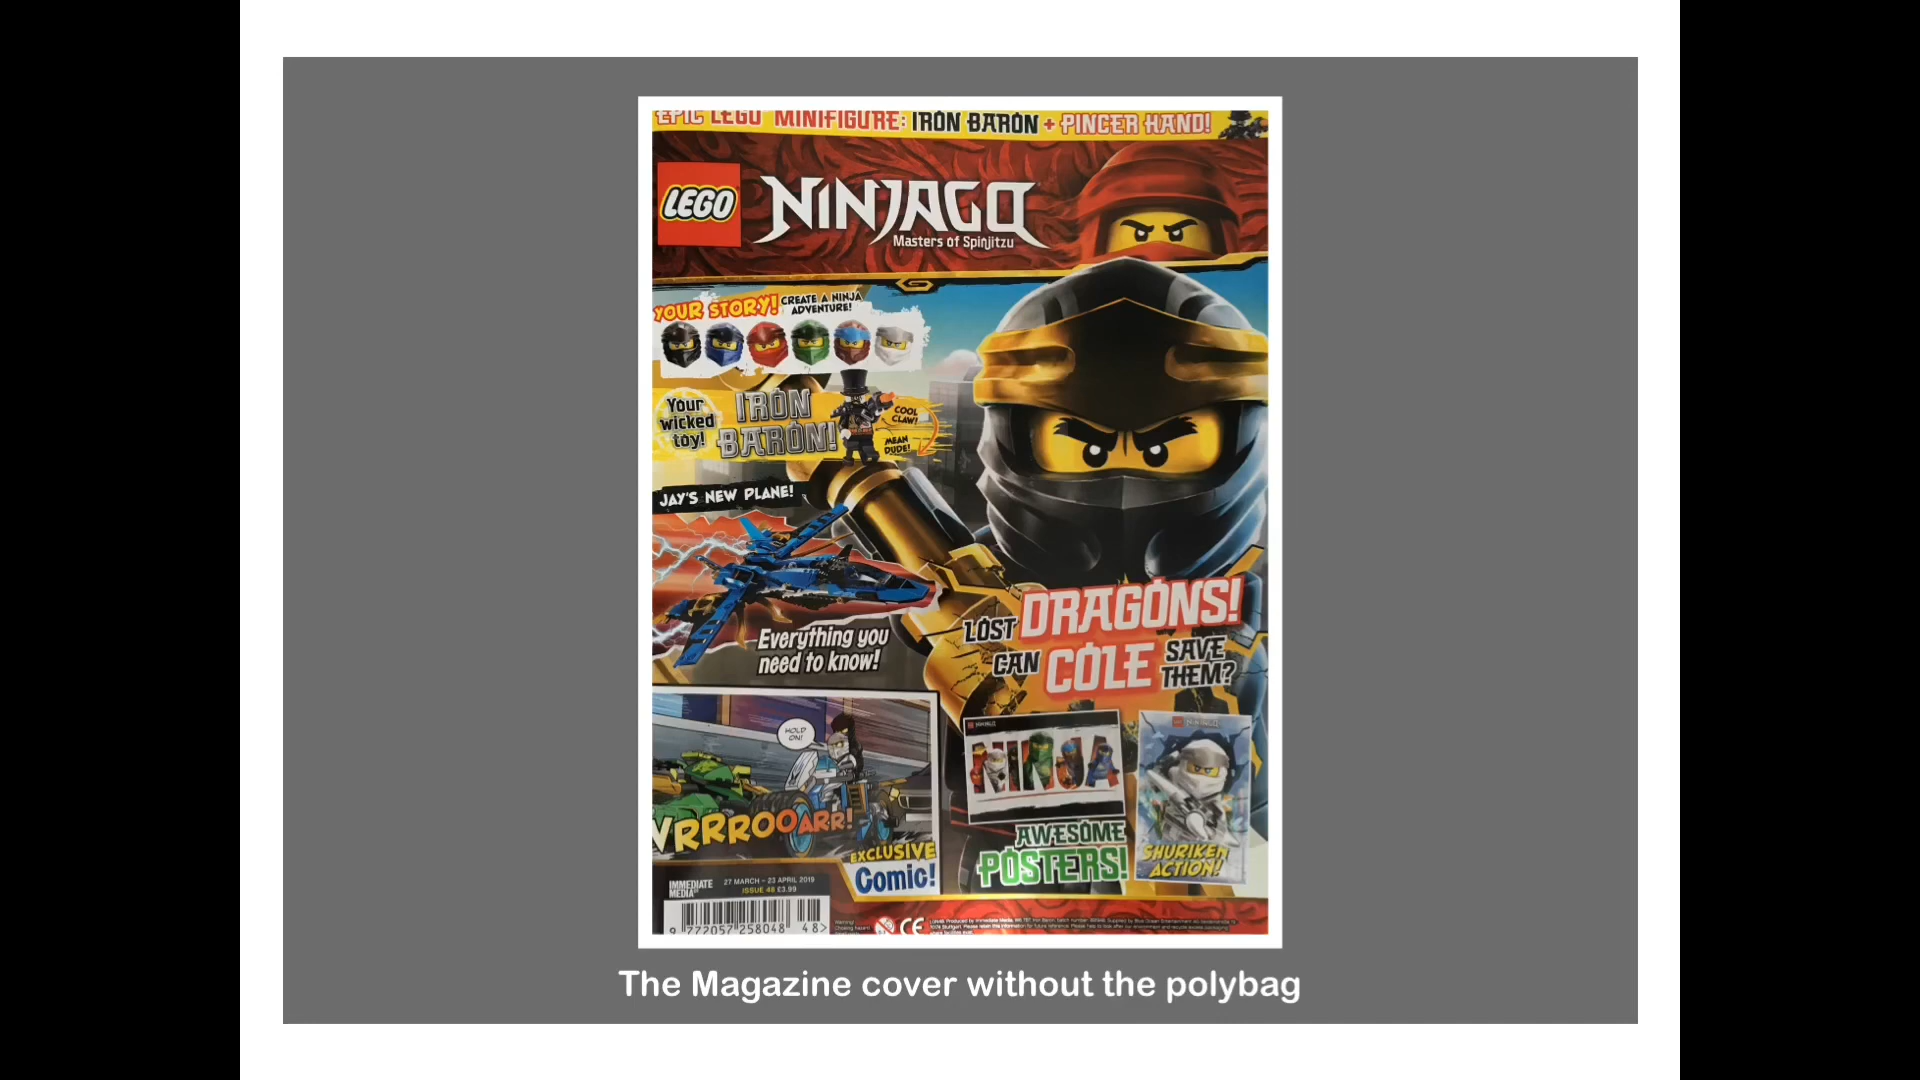 EPIC LEGO MINIFIGURE: IRON BARON + PINCER HAND!
LEGO
NINJAGO
Masters of Spinjitzu
YOUR STORY!
CREATE A NINJA
ADVENTURE!
Your
wicked
toy!
IRON
BARON!
COOL
CLAW!
MEAN
DUDE!
JAY'S NEW PLANE!
Everything you
need to know!
LOST DRAGONS!
CAN COLE SAVE
THEM?
HOLD
ON!
VRRROOARR!
EXCLUSIVE
Comic!
NINJAGO
NINJA
AWESOME
POSTERS!
NINJAGO
SHURIKEN
ACTION!
IMMEDIATE
MEDIA
27 MARCH – 23 APRIL 2019
ISSUE 48 £3.99
9 772057 258048 48>
CE
The Magazine cover without the polybag